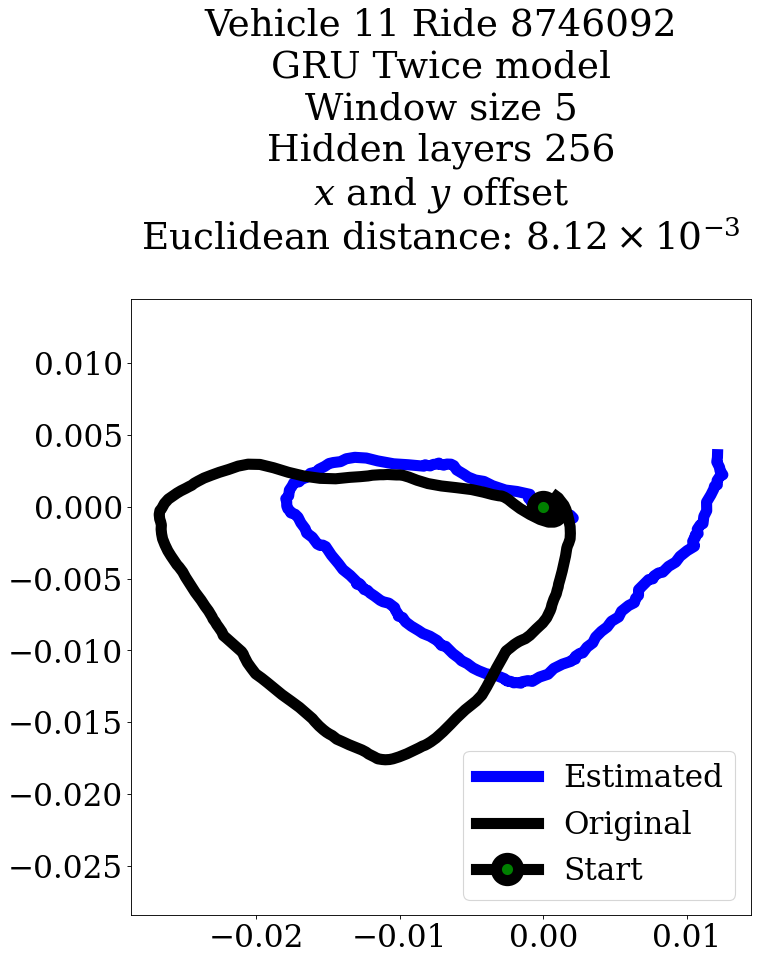 Vehicle 11 Ride 8746092
GRU Twice model
Window size 5
Hidden layers 256
x and y offset
Euclidean distance: 8.12 × 10⁻³
0.010
0.005
0.000
−0.005
−0.010
−0.015
−0.020
−0.025
Estimated
Original
Start
−0.02 −0.01 0.00 0.01